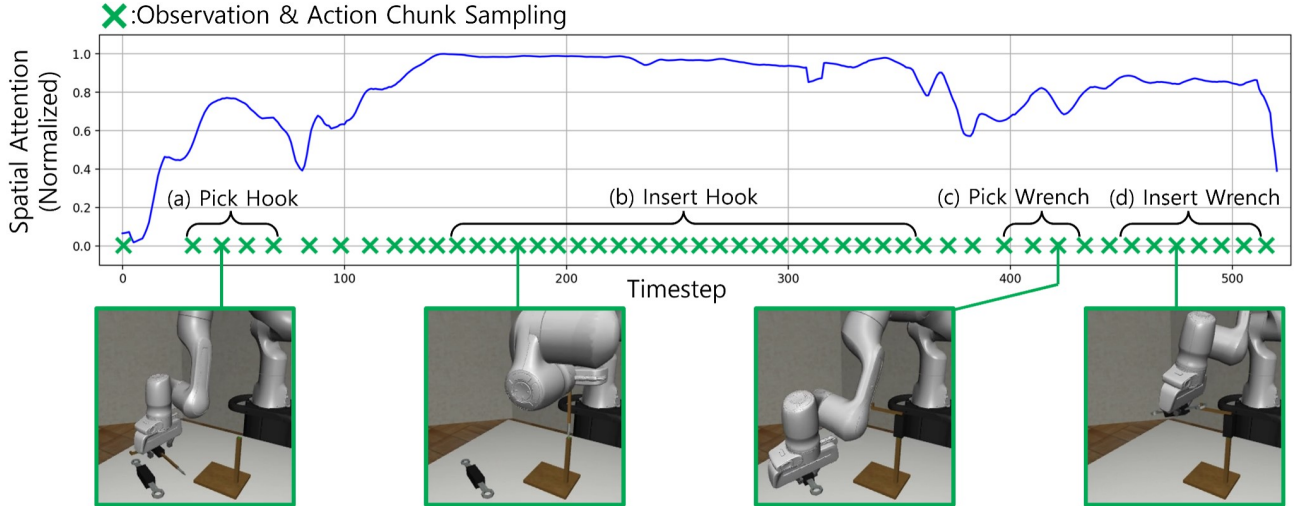 :Observation & Action Chunk Sampling
Spatial Attention
(Normalized)
1.0
0.8
0.6
0.4
0.2
0.0
(a) Pick Hook
(b) Insert Hook
(c) Pick Wrench
(d) Insert Wrench
0
100
200
300
400
500
Timestep